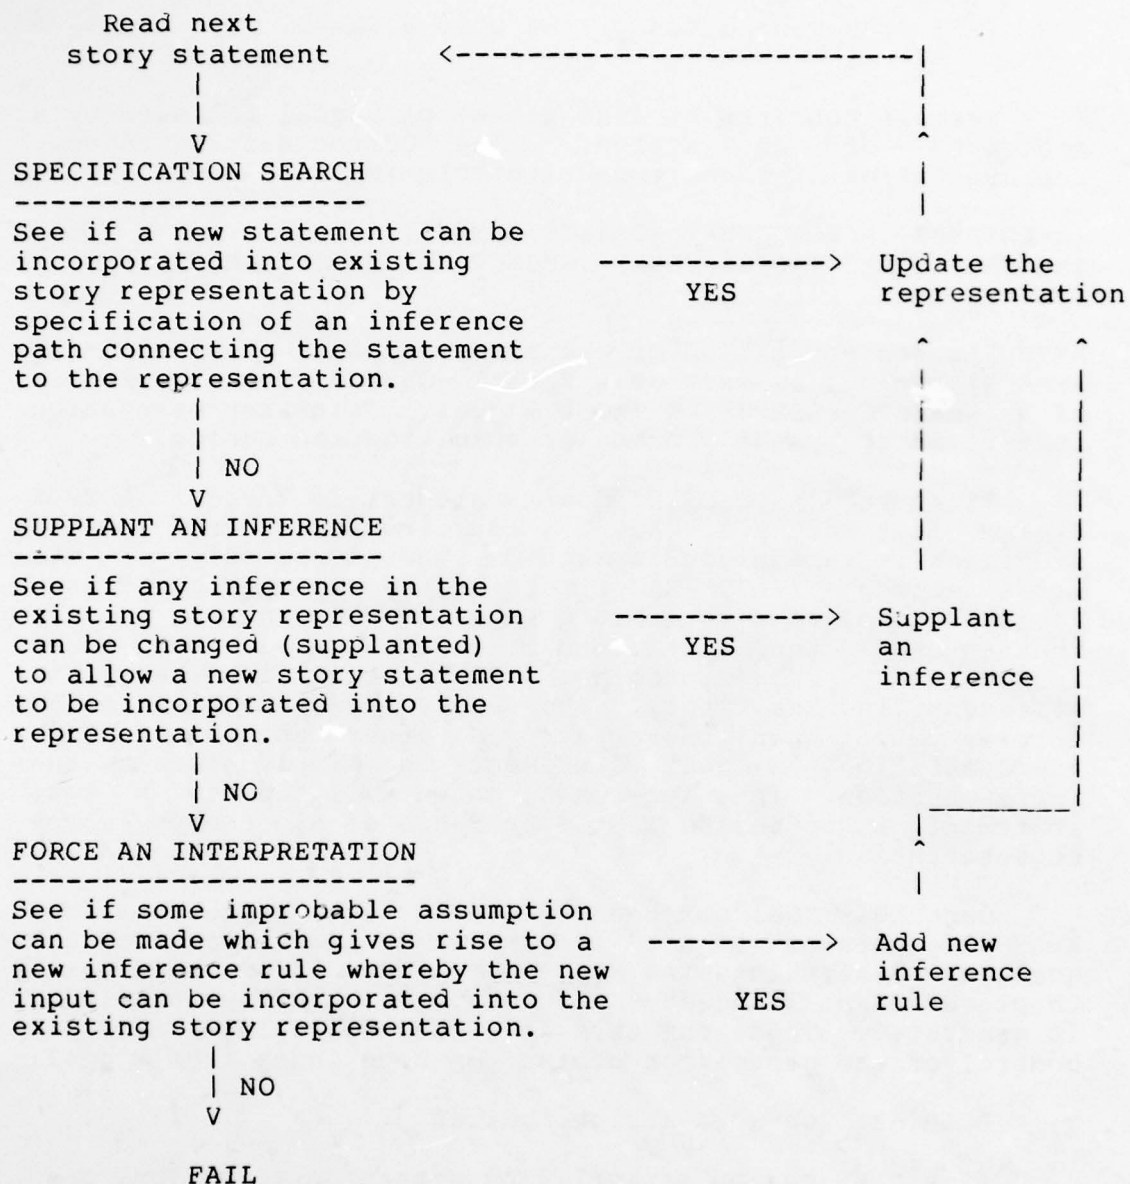 Read next
story statement <--------------------------|
|
|
V
SPECIFICATION SEARCH
--------------------
See if a new statement can be
incorporated into existing -------------> Update the
story representation by YES representation
specification of an inference
path connecting the statement
to the representation.
|
|
| NO
V
SUPPLANT AN INFERENCE
---------------------
See if any inference in the
existing story representation ------------> Supplant
can be changed (supplanted) YES an
to allow a new story statement inference
to be incorporated into the
representation.
|
| NO
V
FORCE AN INTERPRETATION
-----------------------
See if some improbable assumption
can be made which gives rise to a ----------> Add new
new inference rule whereby the new inference
input can be incorporated into the YES rule
existing story representation.
|
| NO
V
FAIL